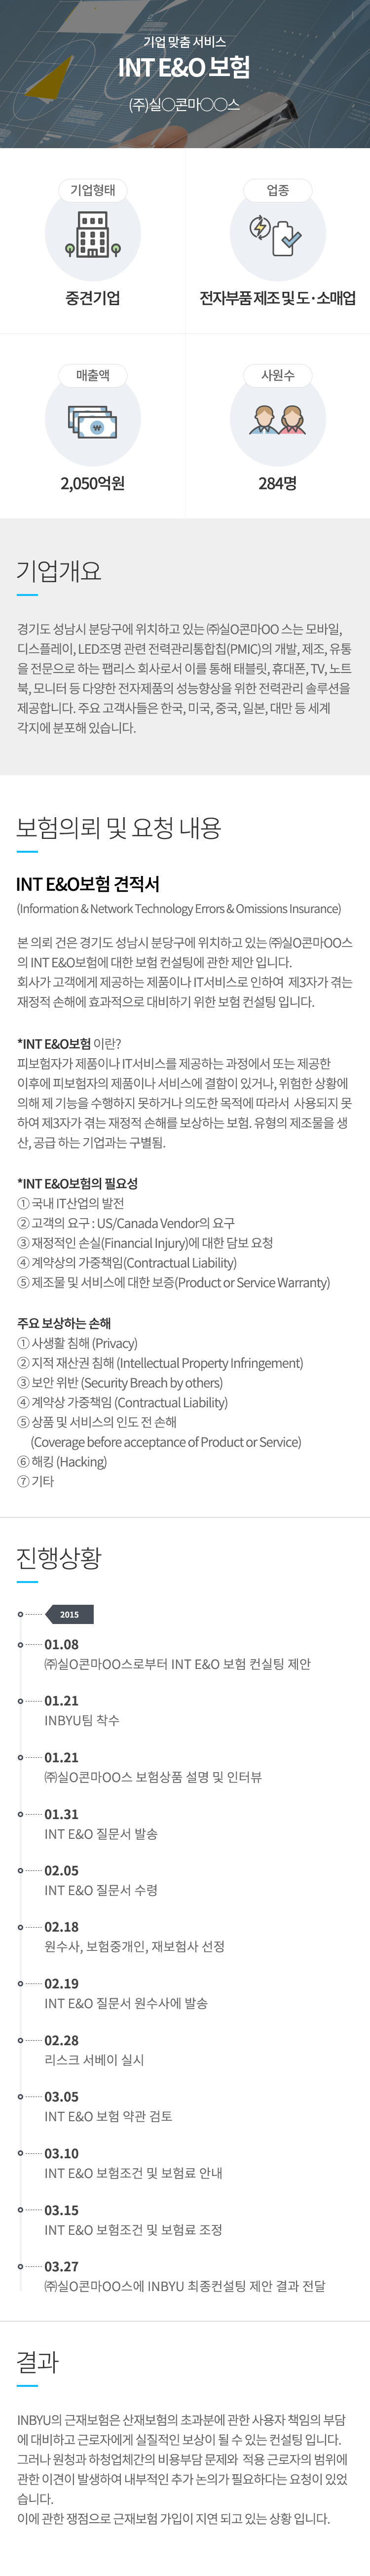 기업 맞춤 서비스
INT E&O 보험
(주)실○콘마○○스
기업형태
업종
중견기업
전자부품 제조 및 도·소매업
매출액
사원수
2,050억원
284명
기업개요
경기도 성남시 분당구에 위치하고 있는 ㈜실O콘마OO 스는 모바일,
디스플레이, LED조명 관련 전력관리통합칩(PMIC)의 개발, 제조, 유통
을 전문으로 하는 팹리스 회사로서 이를 통해 태블릿, 휴대폰, TV, 노트
북, 모니터 등 다양한 전자제품의 성능향상을 위한 전력관리 솔루션을
제공합니다. 주요 고객사들은 한국, 미국, 중국, 일본, 대만 등 세계
각지에 분포해 있습니다.
보험의뢰 및 요청 내용
INT E&O보험 견적서
(Information & Network Technology Errors & Omissions Insurance)
본 의뢰 건은 경기도 성남시 분당구에 위치하고 있는 ㈜실O콘마OO스
의 INT E&O보험에 대한 보험 컨설팅에 관한 제안 입니다.
회사가 고객에게 제공하는 제품이나 IT서비스로 인하여 제3자가 겪는
재정적 손해에 효과적으로 대비하기 위한 보험 컨설팅 입니다.
*INT E&O보험 이란?
피보험자가 제품이나 IT서비스를 제공하는 과정에서 또는 제공한
이후에 피보험자의 제품이나 서비스에 결함이 있거나, 위험한 상황에
의해 제 기능을 수행하지 못하거나 의도한 목적에 따라서 사용되지 못
하여 제3자가 겪는 재정적 손해를 보상하는 보험. 유형의 제조물을 생
산, 공급 하는 기업과는 구별됨.
*INT E&O보험의 필요성
① 국내 IT산업의 발전
② 고객의 요구 : US/Canada Vendor의 요구
③ 재정적인 손실(Financial Injury)에 대한 담보 요청
④ 계약상의 가중책임(Contractual Liability)
⑤ 제조물 및 서비스에 대한 보증(Product or Service Warranty)
주요 보상하는 손해
① 사생활 침해 (Privacy)
② 지적 재산권 침해 (Intellectual Property Infringement)
③ 보안 위반 (Security Breach by others)
④ 계약상 가중책임 (Contractual Liability)
⑤ 상품 및 서비스의 인도 전 손해
(Coverage before acceptance of Product or Service)
⑥ 해킹 (Hacking)
⑦ 기타
진행상황
2015
01.08
㈜실O콘마OO스로부터 INT E&O 보험 컨실팅 제안
01.21
INBYU팀 착수
01.21
㈜실O콘마OO스 보험상품 설명 및 인터뷰
01.31
INT E&O 질문서 발송
02.05
INT E&O 질문서 수령
02.18
원수사, 보험중개인, 재보험사 선정
02.19
INT E&O 질문서 원수사에 발송
02.28
리스크 서베이 실시
03.05
INT E&O 보험 약관 검토
03.10
INT E&O 보험조건 및 보험료 안내
03.15
INT E&O 보험조건 및 보험료 조정
03.27
㈜실O콘마OO스에 INBYU 최종컨설팅 제안 결과 전달
결과
INBYU의 근재보험은 산재보험의 초과분에 관한 사용자 책임의 부담
에 대비하고 근로자에게 실질적인 보상이 될 수 있는 컨설팅 입니다.
그러나 원청과 하청업체간의 비용부담 문제와 적용 근로자의 범위에
관한 이견이 발생하여 내부적인 추가 논의가 필요하다는 요청이 있었
습니다.
이에 관한 쟁점으로 근재보험 가입이 지연 되고 있는 상황 입니다.